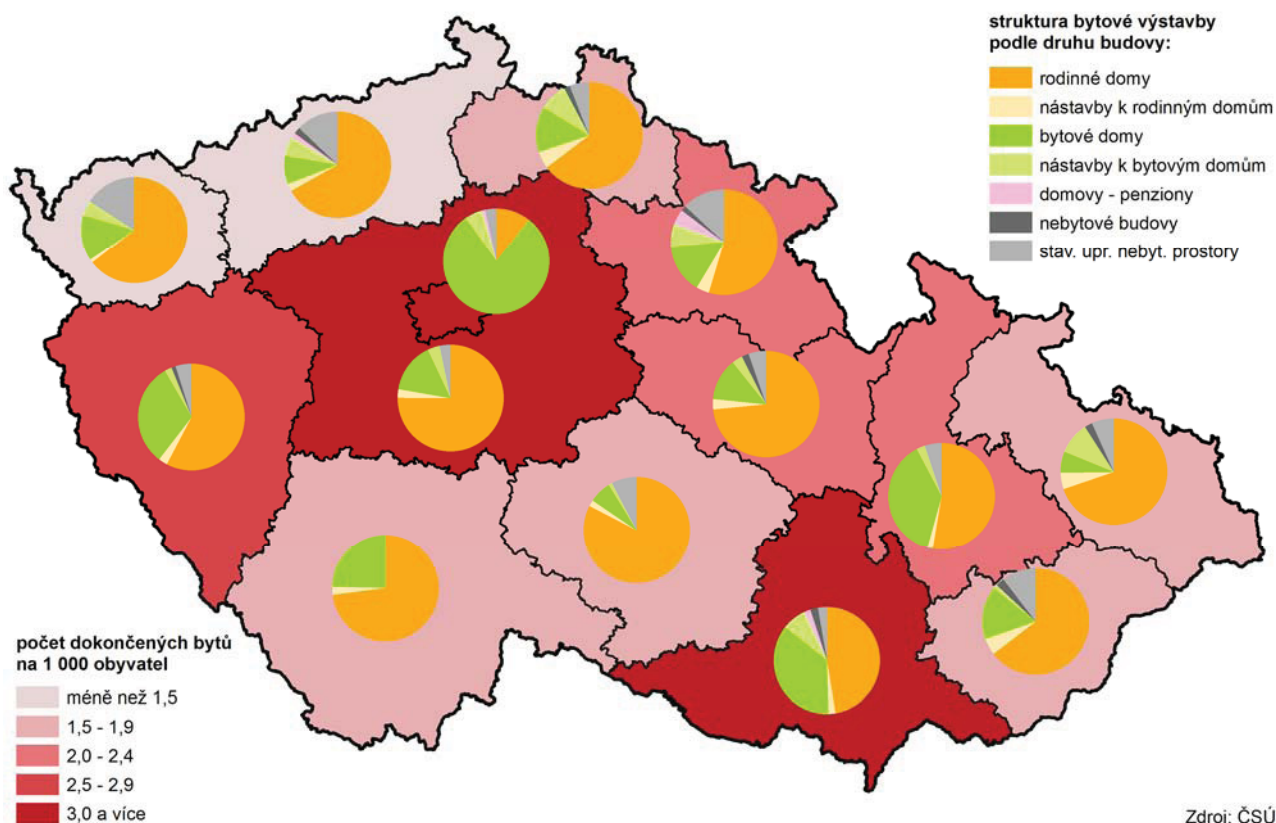 struktura bytové výstavby
podle druhu budovy:
rodinné domy
nástavby k rodinným domům
bytové domy
nástavby k bytovým domům
domovy - penziony
nebytové budovy
stav. upr. nebyt. prostory
počet dokončených bytů
na 1 000 obyvatel
méně než 1,5
1,5 - 1,9
2,0 - 2,4
2,5 - 2,9
3,0 a více
Zdroj: ČSÚ